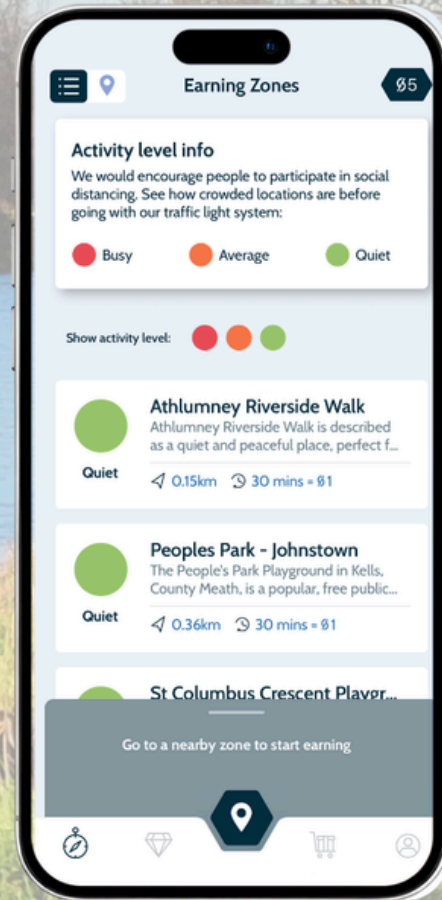 Earning Zones
$5
Activity level info
We would encourage people to participate in social
distancing. See how crowded locations are before
going with our traffic light system:
Busy Average Quiet
Show activity level:
Athlumney Riverside Walk
Athlumney Riverside Walk is described
as a quiet and peaceful place, perfect f...
Quiet
0.15km 30 mins = $1
Peoples Park - Johnstown
The People's Park Playground in Kells,
County Meath, is a popular, free public...
Quiet
0.36km 30 mins = $1
St Columbus Crescent Playgr...
Go to a nearby zone to start earning